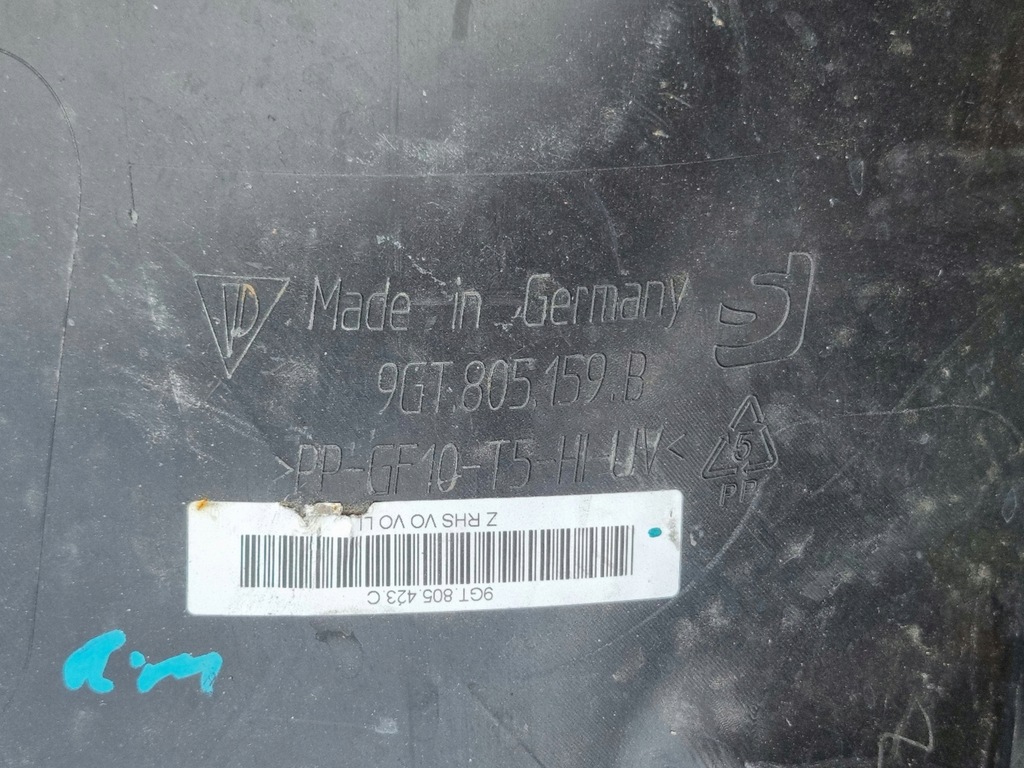 Made in Germany
9GT.805.159.B
>PP-GF10-T5-HI-UV<
5
PP
Z RHS VO VO LI
9GT.805.423.C